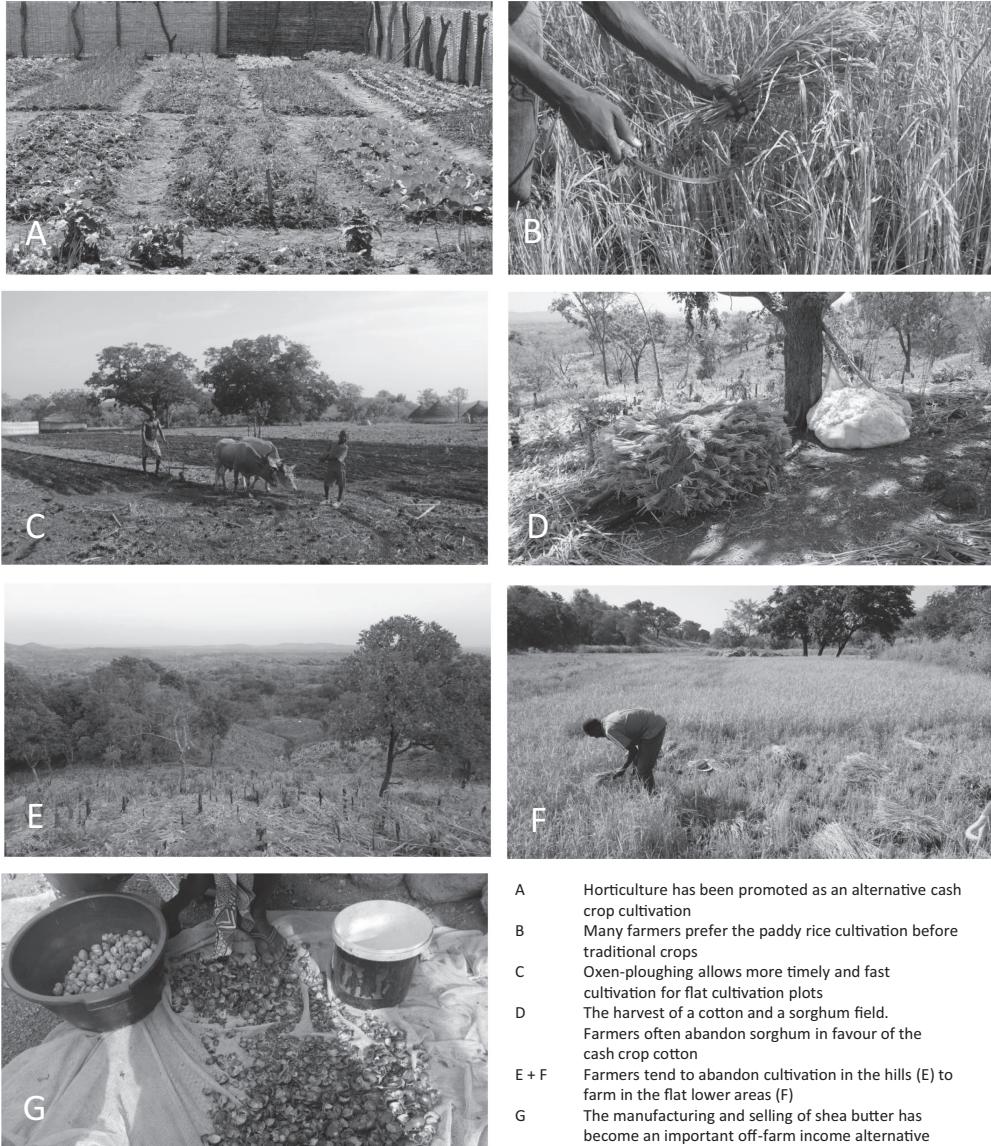 A
B
C
D
E
F
G
A Horticulture has been promoted as an alternative cash
crop cultivation
B Many farmers prefer the paddy rice cultivation before
traditional crops
C Oxen-ploughing allows more timely and fast
cultivation for flat cultivation plots
D The harvest of a cotton and a sorghum field.
Farmers often abandon sorghum in favour of the
cash crop cotton
E + F Farmers tend to abandon cultivation in the hills (E) to
farm in the flat lower areas (F)
G The manufacturing and selling of shea butter has
become an important off-farm income alternative